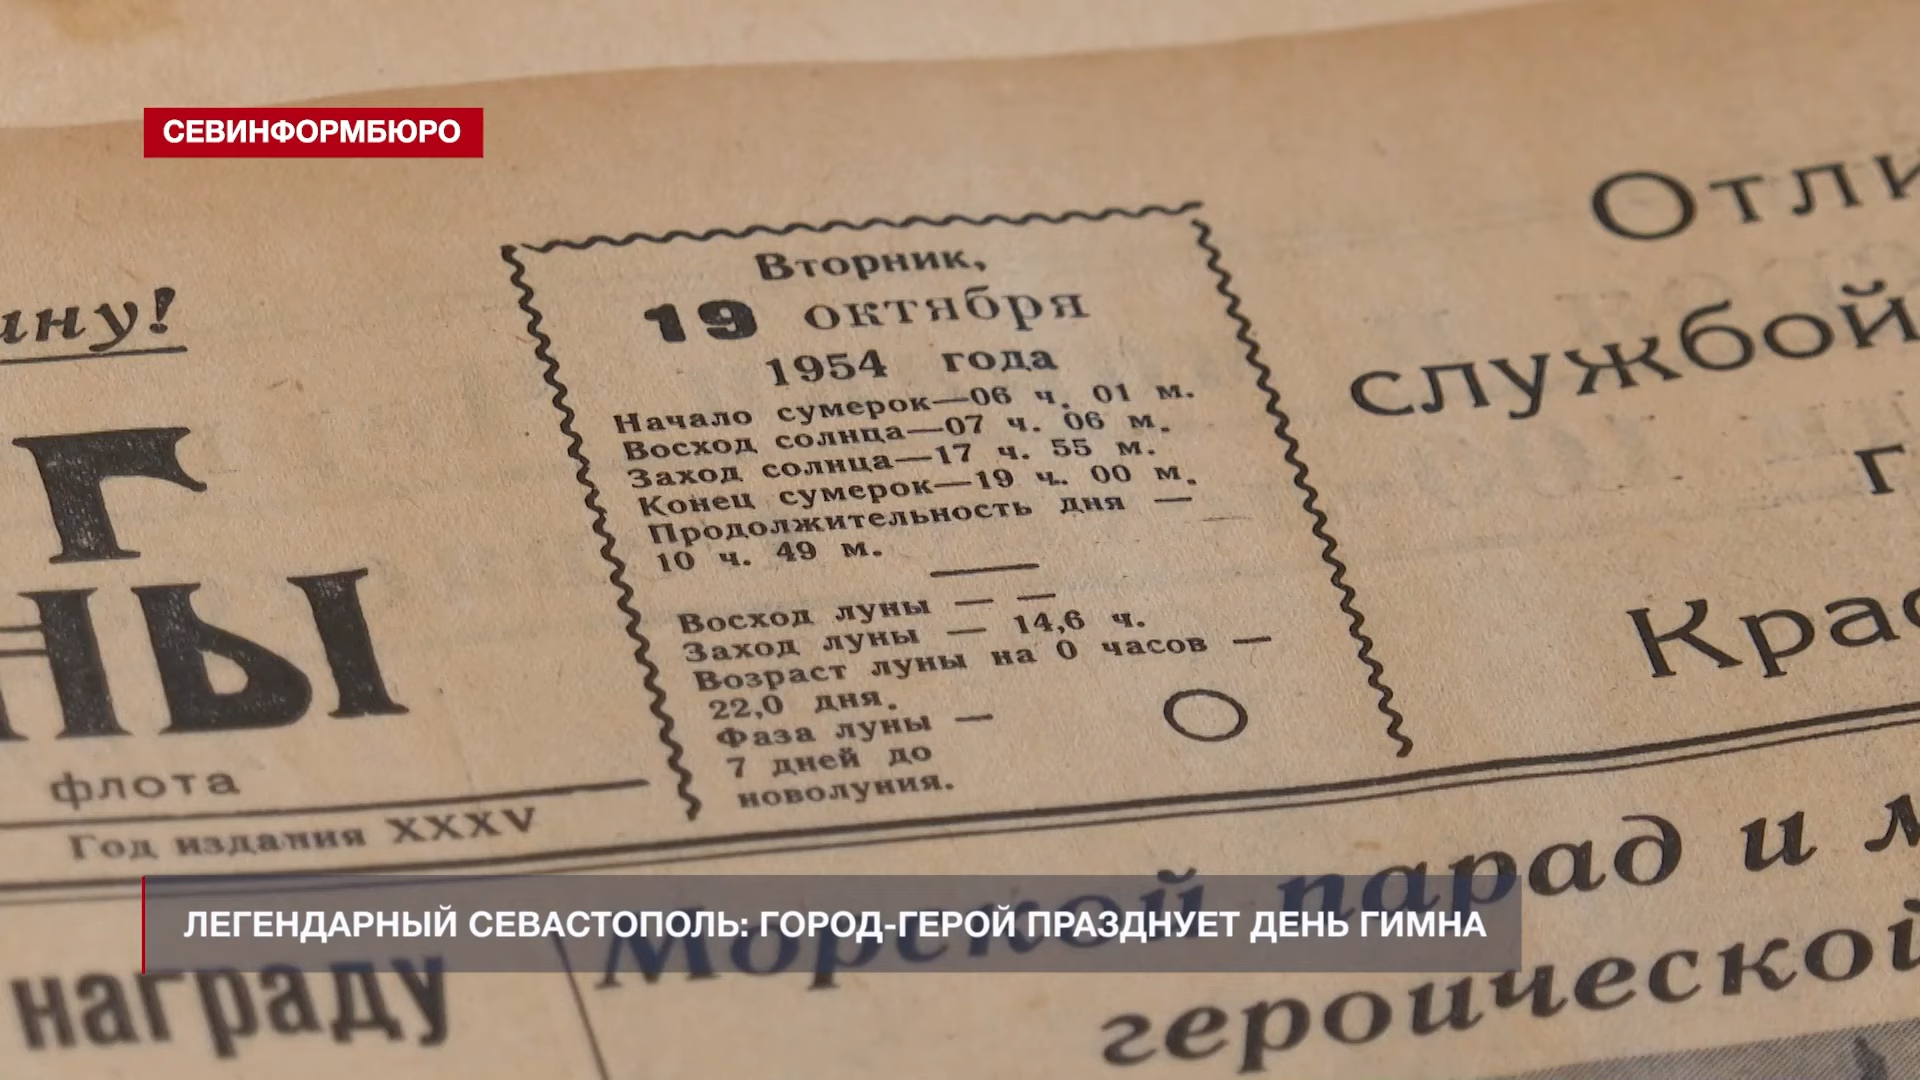 СЕВИНФОРМБЮРО
Вторник,
19 октября
1954 года
Начало сумерок—06 ч. 01 м.
Восход солнца—07 ч. 06 м.
Заход солнца—17 ч. 55 м.
Конец сумерок—19 ч. 00 м.
Продолжительность дня —
10 ч. 49 м.
Восход луны — —
Заход луны — 14,6 ч.
Возраст луны на 0 часов —
22,0 дня.
Фаза луны —
7 дней до
новолуния.
ину!
Г
НЫ
флота
Год издания XXXV
Отли
службой
г
Крас
награду
Морской парад и м
героической
ЛЕГЕНДАРНЫЙ СЕВАСТОПОЛЬ: ГОРОД-ГЕРОЙ ПРАЗДНУЕТ ДЕНЬ ГИМНА